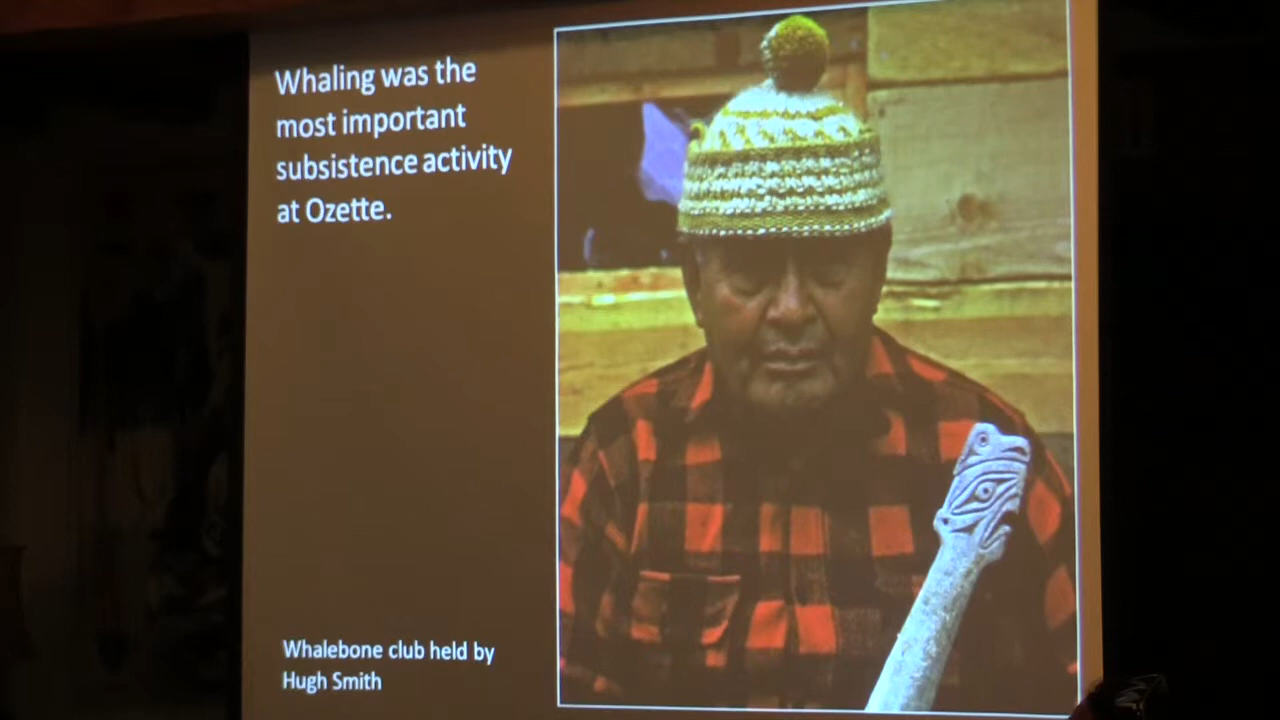 Whaling was the
most important
subsistence activity
at Ozette.
Whalebone club held by
Hugh Smith